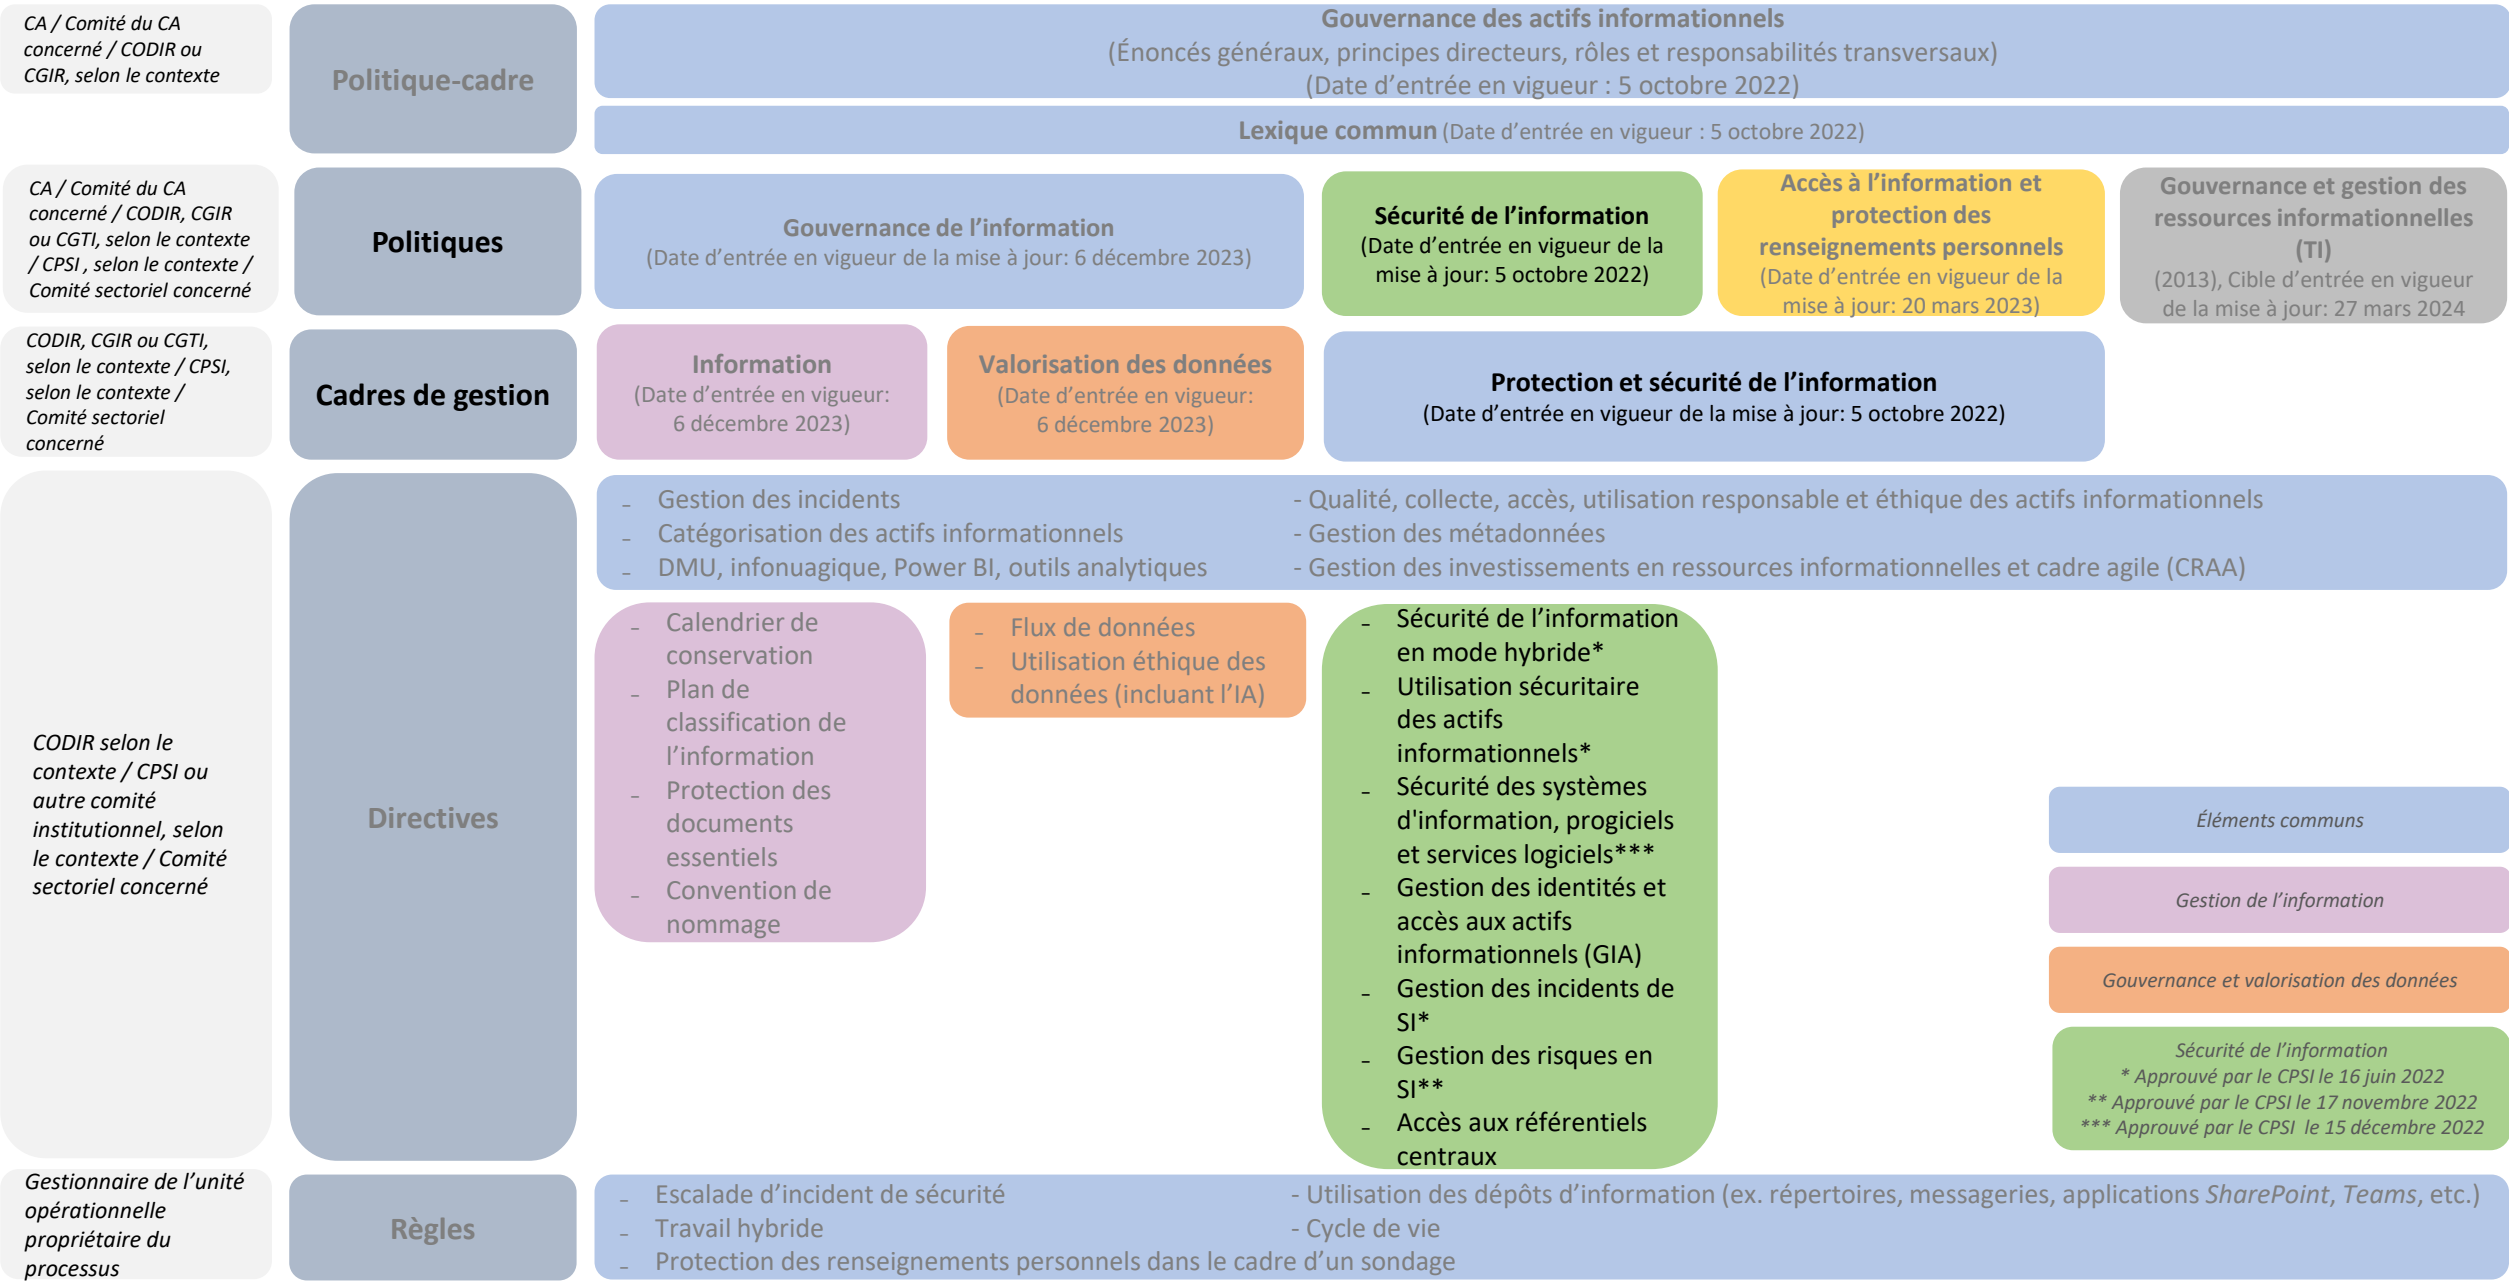 CA / Comité du CA
concerné / CODIR ou
CGIR, selon le contexte
Politique-cadre
Gouvernance des actifs informationnels
(Énoncés généraux, principes directeurs, rôles et responsabilités transversaux)
(Date d’entrée en vigueur : 5 octobre 2022)
Lexique commun (Date d’entrée en vigueur : 5 octobre 2022)
CA / Comité du CA
concerné / CODIR, CGIR
ou CGTI, selon le contexte
/ CPSI , selon le contexte /
Comité sectoriel concerné
Politiques
Gouvernance de l’information
(Date d’entrée en vigueur de la mise à jour: 6 décembre 2023)
Sécurité de l’information
(Date d’entrée en vigueur de la
mise à jour: 5 octobre 2022)
Accès à l’information et
protection des
renseignements personnels
(Date d’entrée en vigueur de la
mise à jour: 20 mars 2023)
Gouvernance et gestion des
ressources informationnelles
(TI)
(2013), Cible d’entrée en vigueur
de la mise à jour: 27 mars 2024
CODIR, CGIR ou CGTI,
selon le contexte / CPSI,
selon le contexte /
Comité sectoriel
concerné
Cadres de gestion
Information
(Date d’entrée en vigueur:
6 décembre 2023)
Valorisation des données
(Date d’entrée en vigueur:
6 décembre 2023)
Protection et sécurité de l’information
(Date d’entrée en vigueur de la mise à jour: 5 octobre 2022)
CODIR selon le
contexte / CPSI ou
autre comité
institutionnel, selon
le contexte / Comité
sectoriel concerné
Directives
- Gestion des incidents
- Catégorisation des actifs informationnels
- DMU, infonuagique, Power BI, outils analytiques
- Qualité, collecte, accès, utilisation responsable et éthique des actifs informationnels
- Gestion des métadonnées
- Gestion des investissements en ressources informationnelles et cadre agile (CRAA)
- Calendrier de
conservation
- Plan de
classification de
l’information
- Protection des
documents
essentiels
- Convention de
nommage
- Flux de données
- Utilisation éthique des
données (incluant l’IA)
- Sécurité de l’information
en mode hybride*
- Utilisation sécuritaire
des actifs
informationnels*
- Sécurité des systèmes
d'information, progiciels
et services logiciels***
- Gestion des identités et
accès aux actifs
informationnels (GIA)
- Gestion des incidents de
SI*
- Gestion des risques en
SI**
- Accès aux référentiels
centraux
Éléments communs
Gestion de l’information
Gouvernance et valorisation des données
Sécurité de l’information
* Approuvé par le CPSI le 16 juin 2022
** Approuvé par le CPSI le 17 novembre 2022
*** Approuvé par le CPSI le 15 décembre 2022
Gestionnaire de l’unité
opérationnelle
propriétaire du
processus
Règles
- Escalade d’incident de sécurité
- Travail hybride
- Protection des renseignements personnels dans le cadre d’un sondage
- Utilisation des dépôts d’information (ex. répertoires, messageries, applications SharePoint, Teams, etc.)
- Cycle de vie